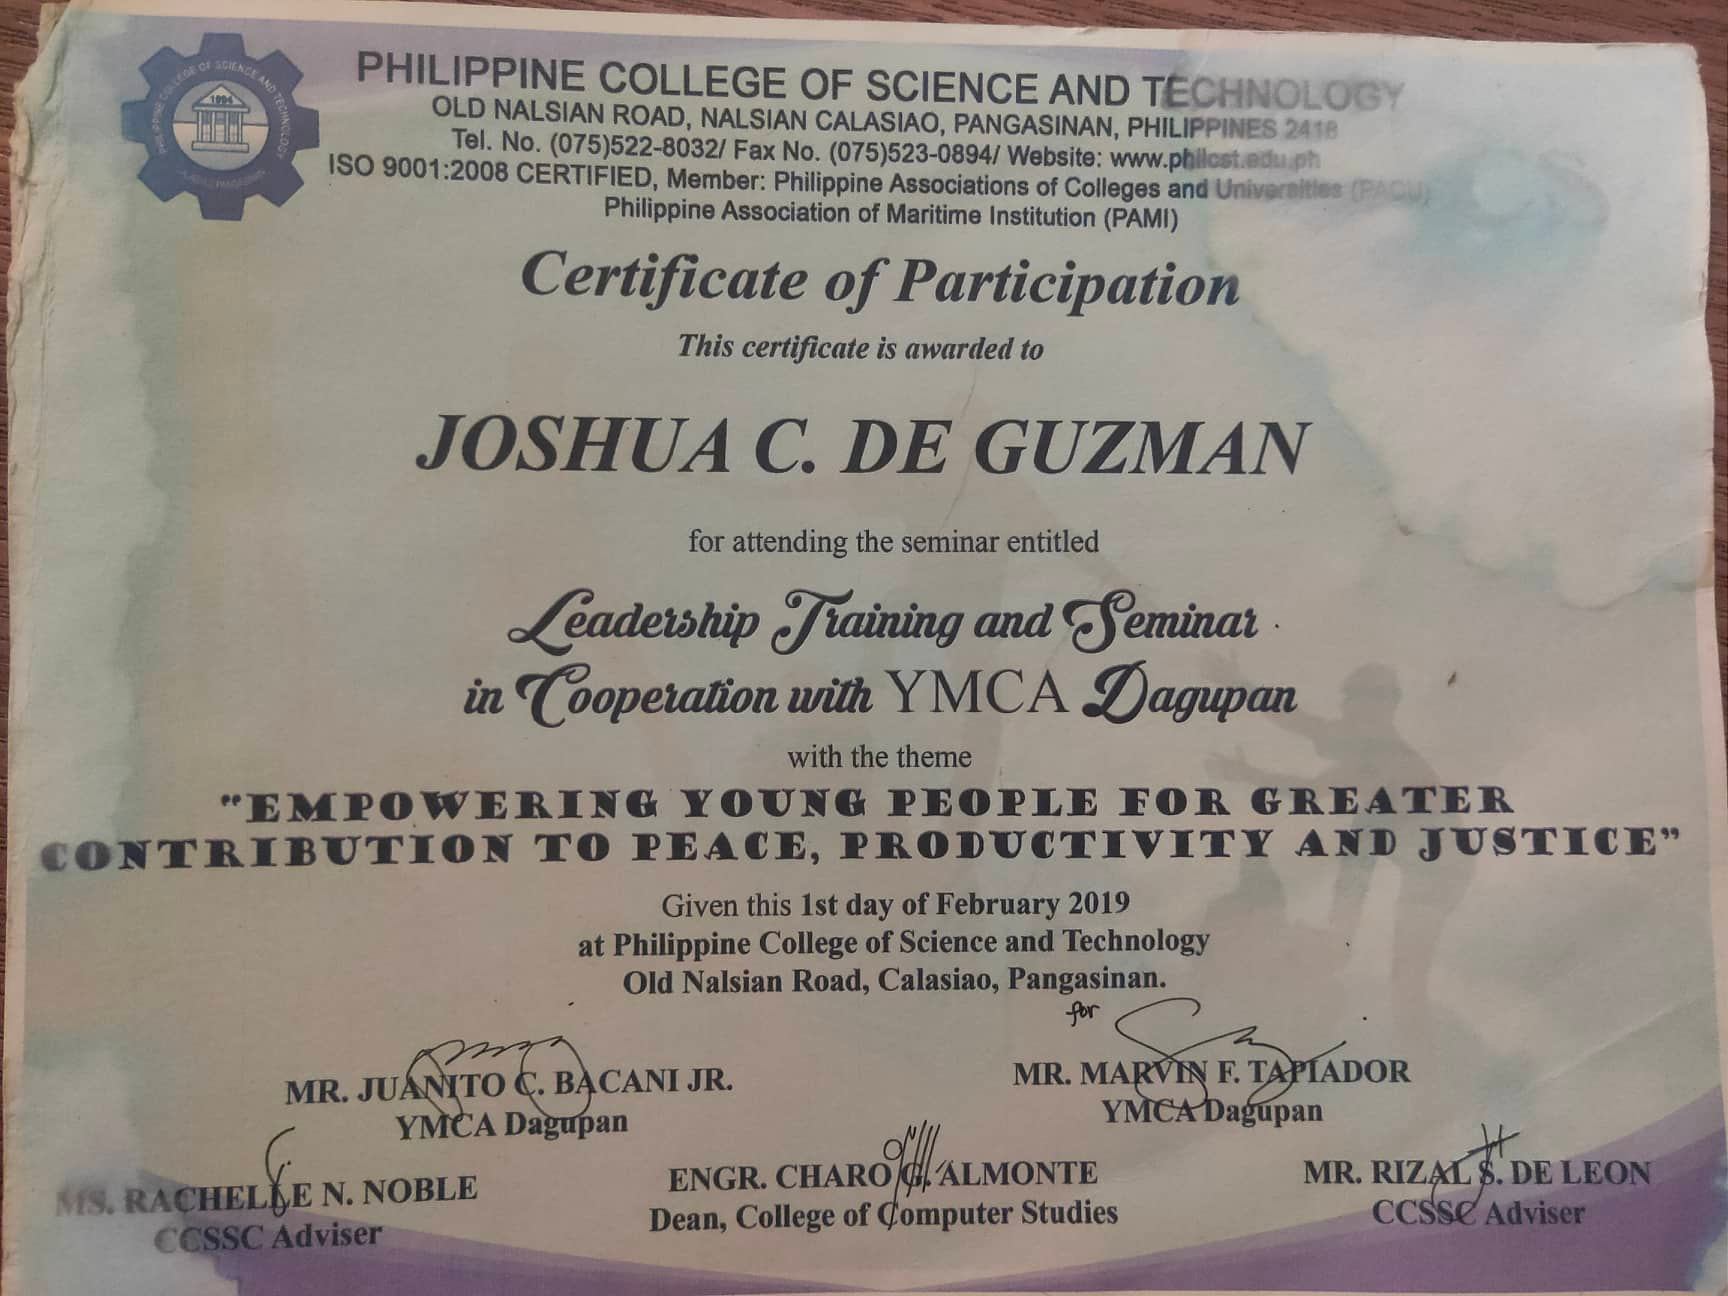 PHILIPPINE COLLEGE OF SCIENCE AND TECHNOLOGY
OLD NALSIAN ROAD, NALSIAN CALASIAO, PANGASINAN, PHILIPPINES 2418
Tel. No. (075)522-8032/ Fax No. (075)523-0894/ Website: www.philcst.edu.ph
ISO 9001:2008 CERTIFIED, Member: Philippine Associations of Colleges and Universities (PACU)
Philippine Association of Maritime Institution (PAMI)
PHILIPPINE COLLEGE OF SCIENCE AND TECHNOLOGY
1994
Certificate of Participation
This certificate is awarded to
JOSHUA C. DE GUZMAN
for attending the seminar entitled
Leadership Training and Seminar
in Cooperation with YMCA Dagupan
with the theme
"EMPOWERING YOUNG PEOPLE FOR GREATER
CONTRIBUTION TO PEACE, PRODUCTIVITY AND JUSTICE"
Given this 1st day of February 2019
at Philippine College of Science and Technology
Old Nalsian Road, Calasiao, Pangasinan.
for
MR. JUANITO C. BACANI JR.
YMCA Dagupan
MR. MARVIN F. TAPIADOR
YMCA Dagupan
MS. RACHELLE N. NOBLE
CCSSC Adviser
ENGR. CHARO G. ALMONTE
Dean, College of Computer Studies
MR. RIZAL S. DE LEON
CCSSC Adviser